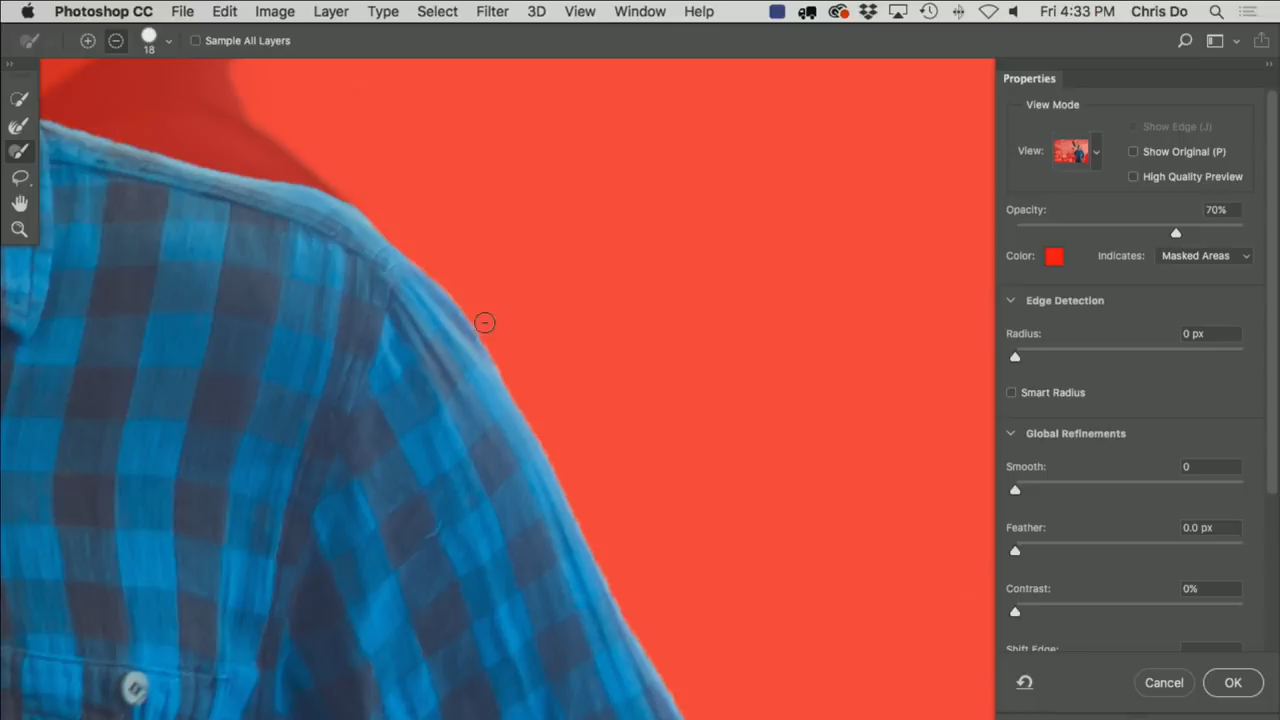 Photoshop CC File Edit Image Layer Type Select Filter 3D View Window Help Fri 4:33 PM Chris Do
18 Sample All Layers
Properties
View Mode
Show Edge (J)
View: Show Original (P)
High Quality Preview
Opacity: 70%
Color: Indicates: Masked Areas
Edge Detection
Radius: 0 px
Smart Radius
Global Refinements
Smooth: 0
Feather: 0.0 px
Contrast: 0%
Shift Edge:
Cancel OK